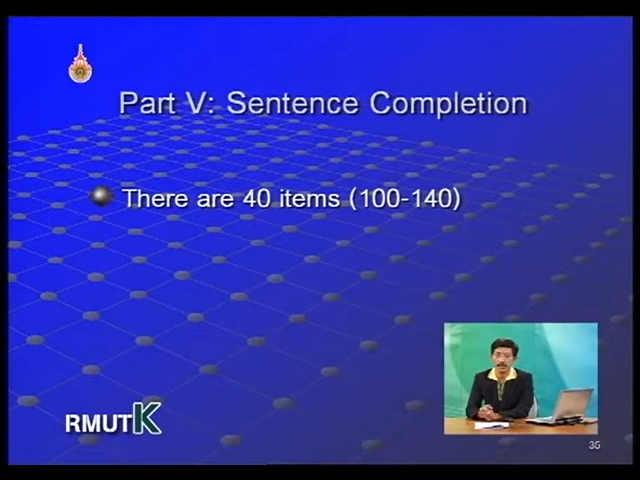 Part V: Sentence Completion
There are 40 items (100-140)
RMUTK
35